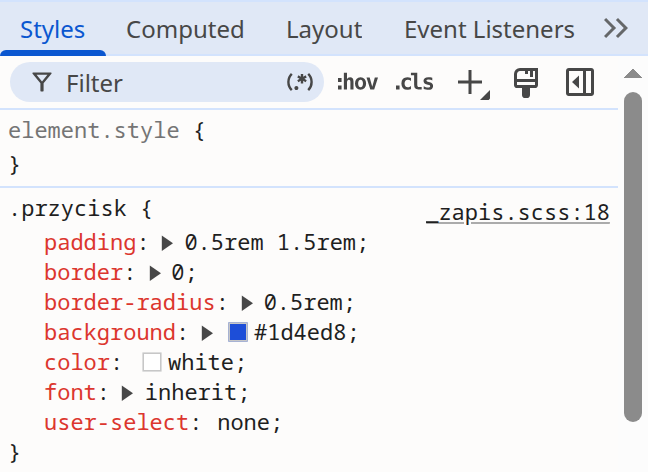 Styles Computed Layout Event Listeners
Filter (.*) :hov .cls
element.style {
}
.przycisk { _zapis.scss:18
padding: 0.5rem 1.5rem;
border: 0;
border-radius: 0.5rem;
background: #1d4ed8;
color: white;
font: inherit;
user-select: none;
}